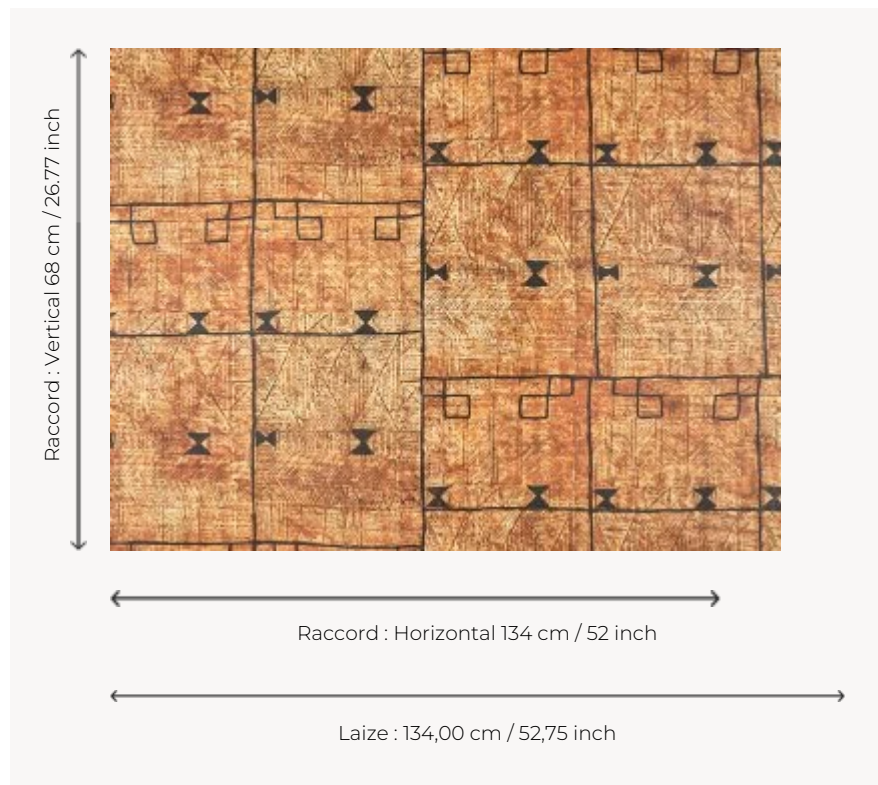 Raccord : Vertical 68 cm / 26.77 inch
Raccord : Horizontal 134 cm / 52 inch
Laize : 134,00 cm / 52,75 inch